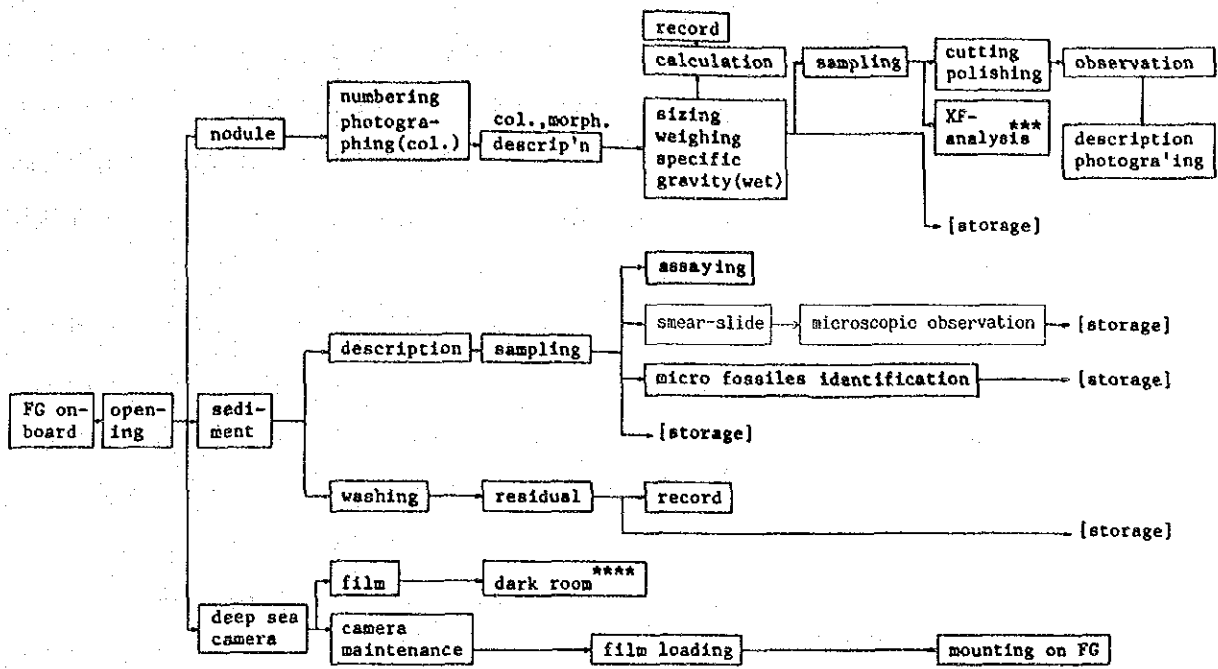 record
calculation
sampling
cutting
polishing
observation
numbering
photogra-
phing(col.)
col.,morph.
descrip'n
nodule
sizing
weighing
specific
gravity(wet)
XF-
analysis***
description
photogra'ing
[storage]
assaying
smear-slide
microscopic observation
[storage]
description
sampling
micro fossiles identification
[storage]
FG on-
board
open-
ing
sedi-
ment
[storage]
washing
residual
record
[storage]
film
dark room****
deep sea
camera
camera
maintenance
film loading
mounting on FG